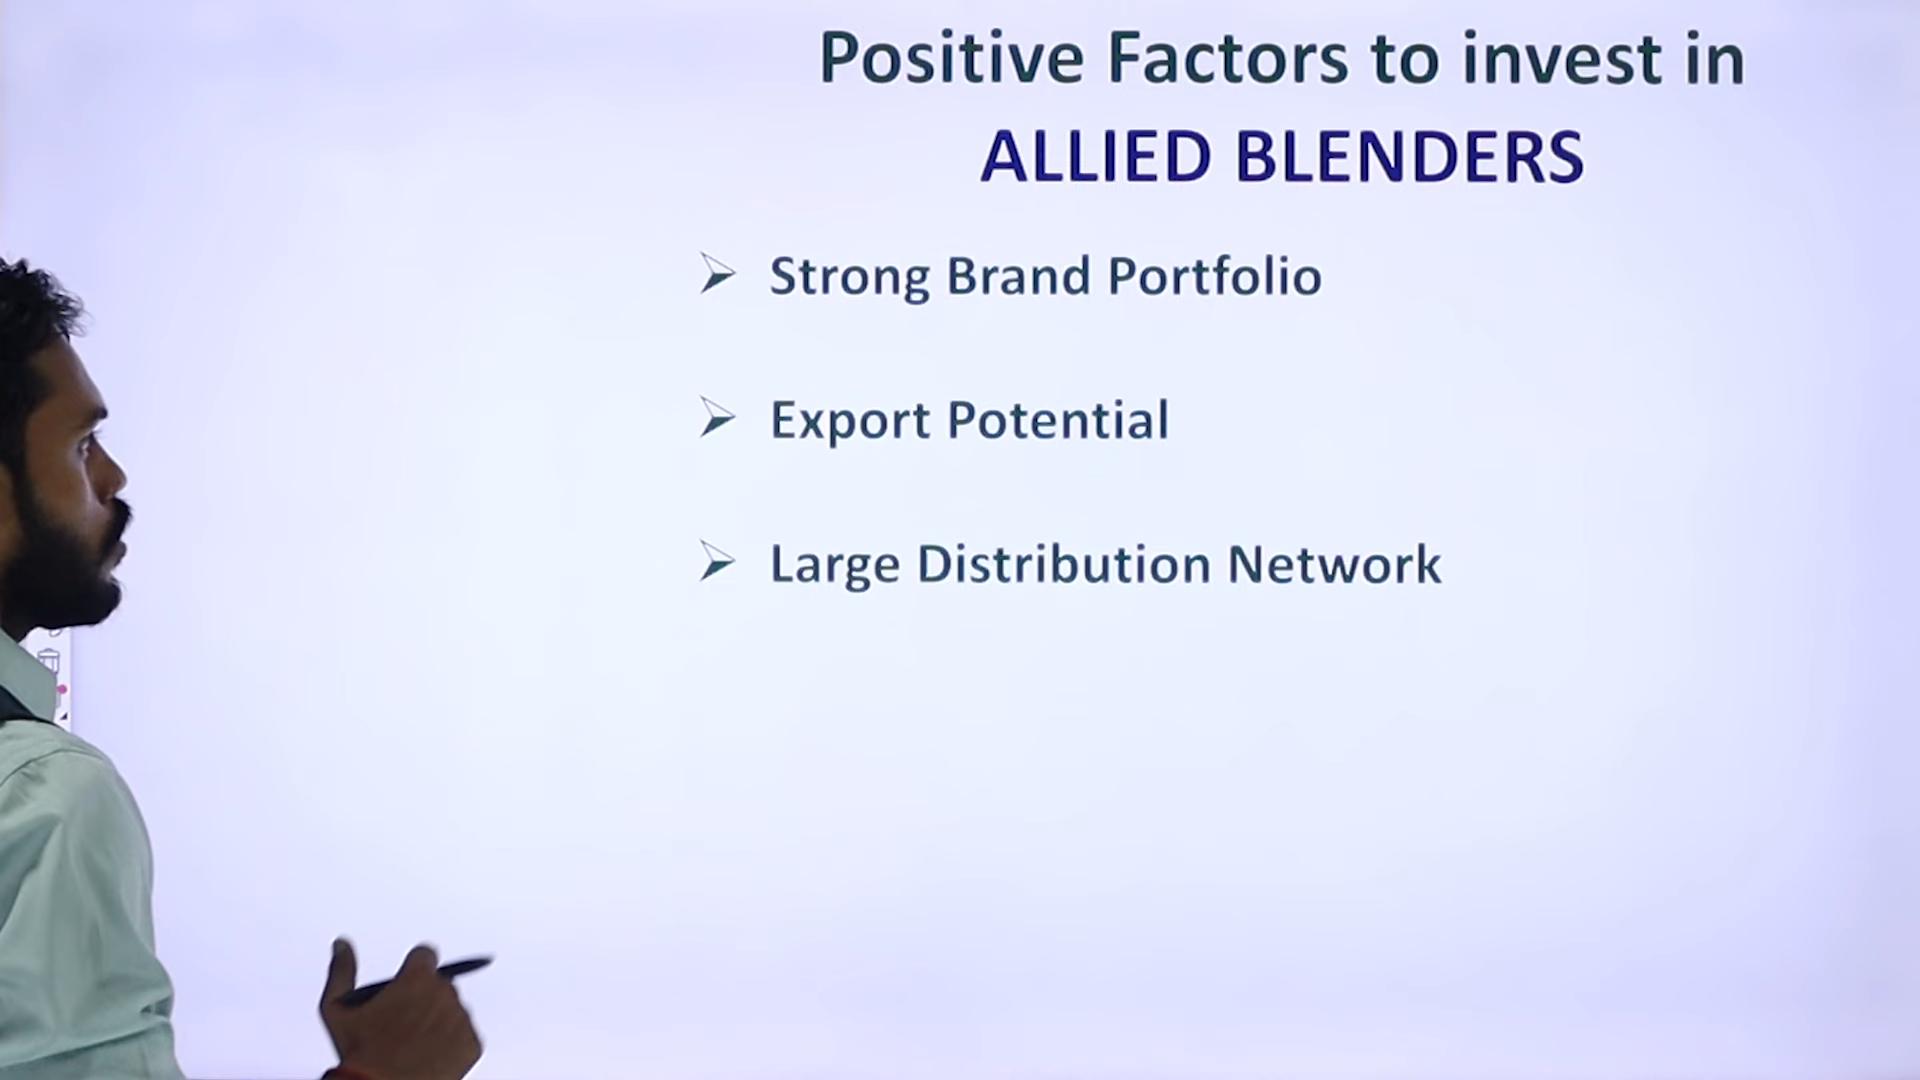 Positive Factors to invest in
ALLIED BLENDERS
Strong Brand Portfolio
Export Potential
Large Distribution Network